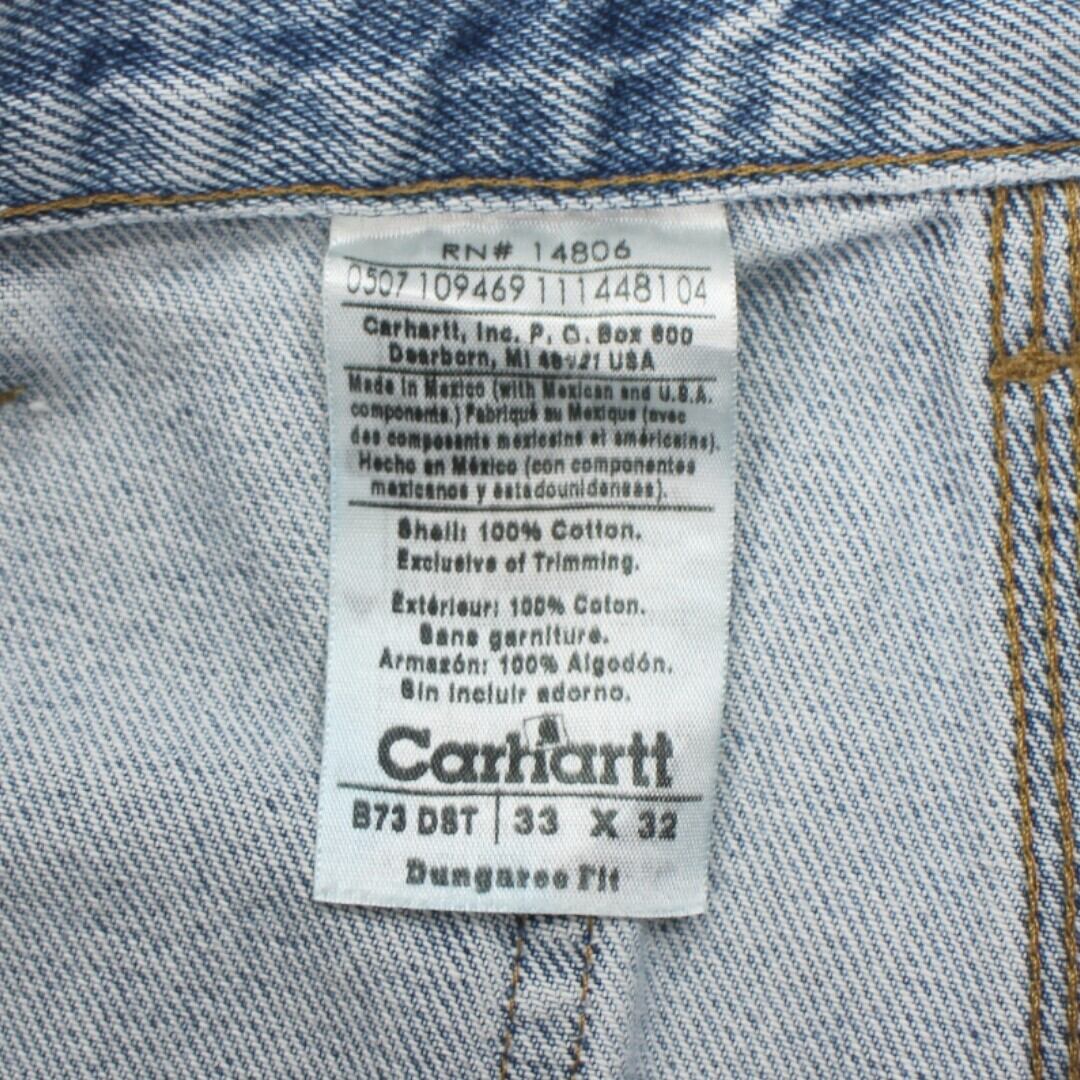 RN# 14806
0507 109469 111448104
Carhartt, Inc. P. O. Box 600
Dearborn, MI 48121 USA
Made in Mexico (with Mexican and U.S.A.
components.) Fabriqué au Mexique (avec
des composants mexicains et américains).
Hecho en México (con componentes
mexicanos y estadounidenses).
Shell: 100% Cotton.
Exclusive of Trimming.
Extérieur: 100% Coton.
Sans garniture.
Armazón: 100% Algodón.
Sin incluir adorno.
Carhartt
B73 DST | 33 X 32
Dungaree Fit